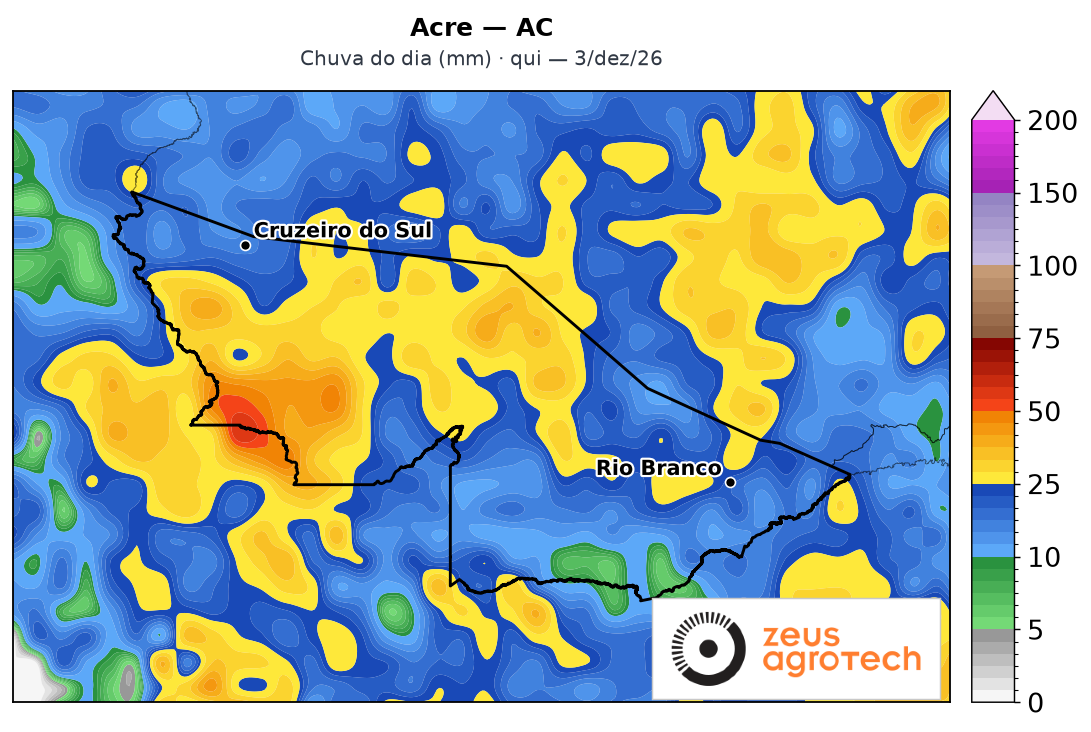 Acre — AC
Chuva do dia (mm) · qui — 3/dez/26
Cruzeiro do Sul
Rio Branco
200
150
100
75
50
25
10
5
0
zeus
agrotech